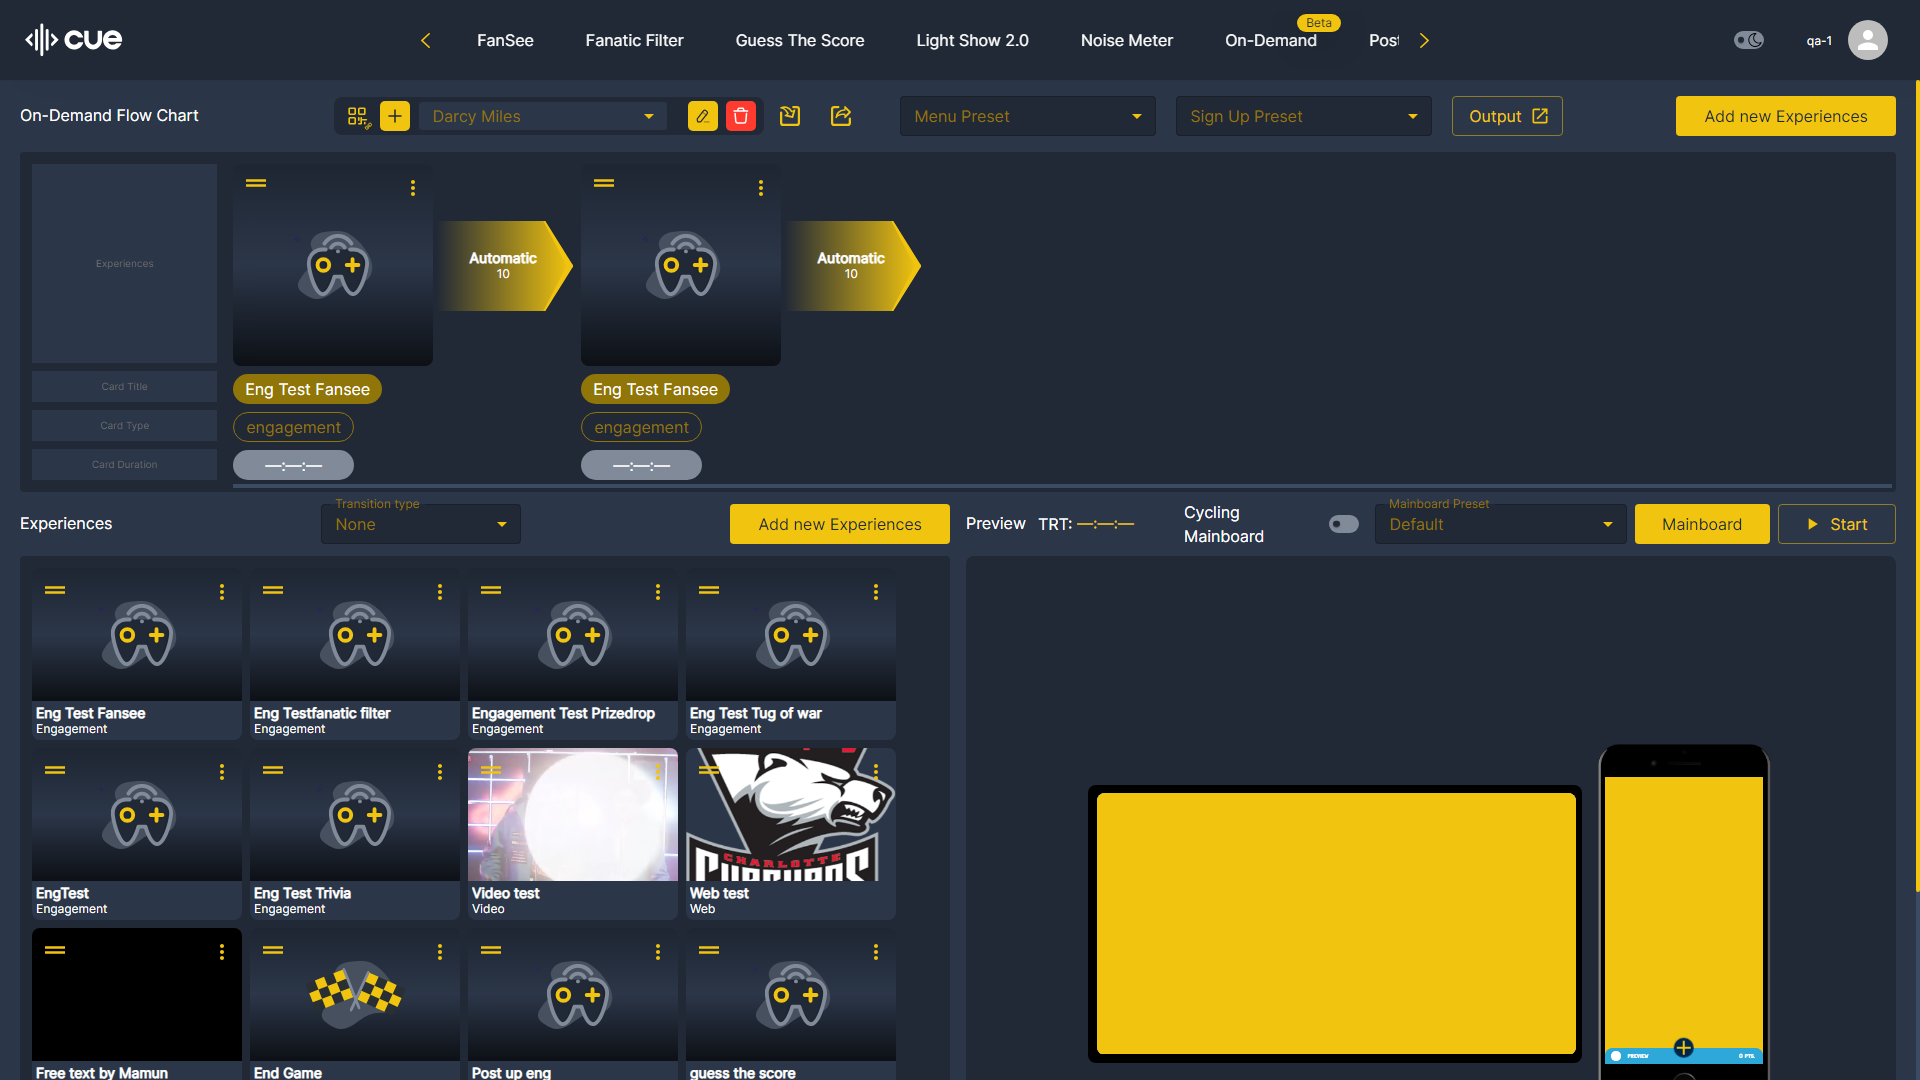 cue
FanSee
Fanatic Filter
Guess The Score
Light Show 2.0
Noise Meter
Beta
On-Demand
Post
qa-1
On-Demand Flow Chart
Darcy Miles
Menu Preset
Sign Up Preset
Output
Add new Experiences
Experiences
Automatic
10
Automatic
10
Card Title
Eng Test Fansee
Eng Test Fansee
Card Type
engagement
engagement
Card Duration
—:—:—
—:—:—
Experiences
Transition type
None
Add new Experiences
Preview
TRT: —:—:—
Cycling
Mainboard
Mainboard Preset
Default
Mainboard
Start
Eng Test Fansee
Engagement
Eng Testfanatic filter
Engagement
Engagement Test Prizedrop
Engagement
Eng Test Tug of war
Engagement
EngTest
Engagement
Eng Test Trivia
Engagement
Video test
Video
CHARLOTTE
Web test
Web
Free text by Mamun
End Game
Post up eng
guess the score
PREVIEW
0 PTS.